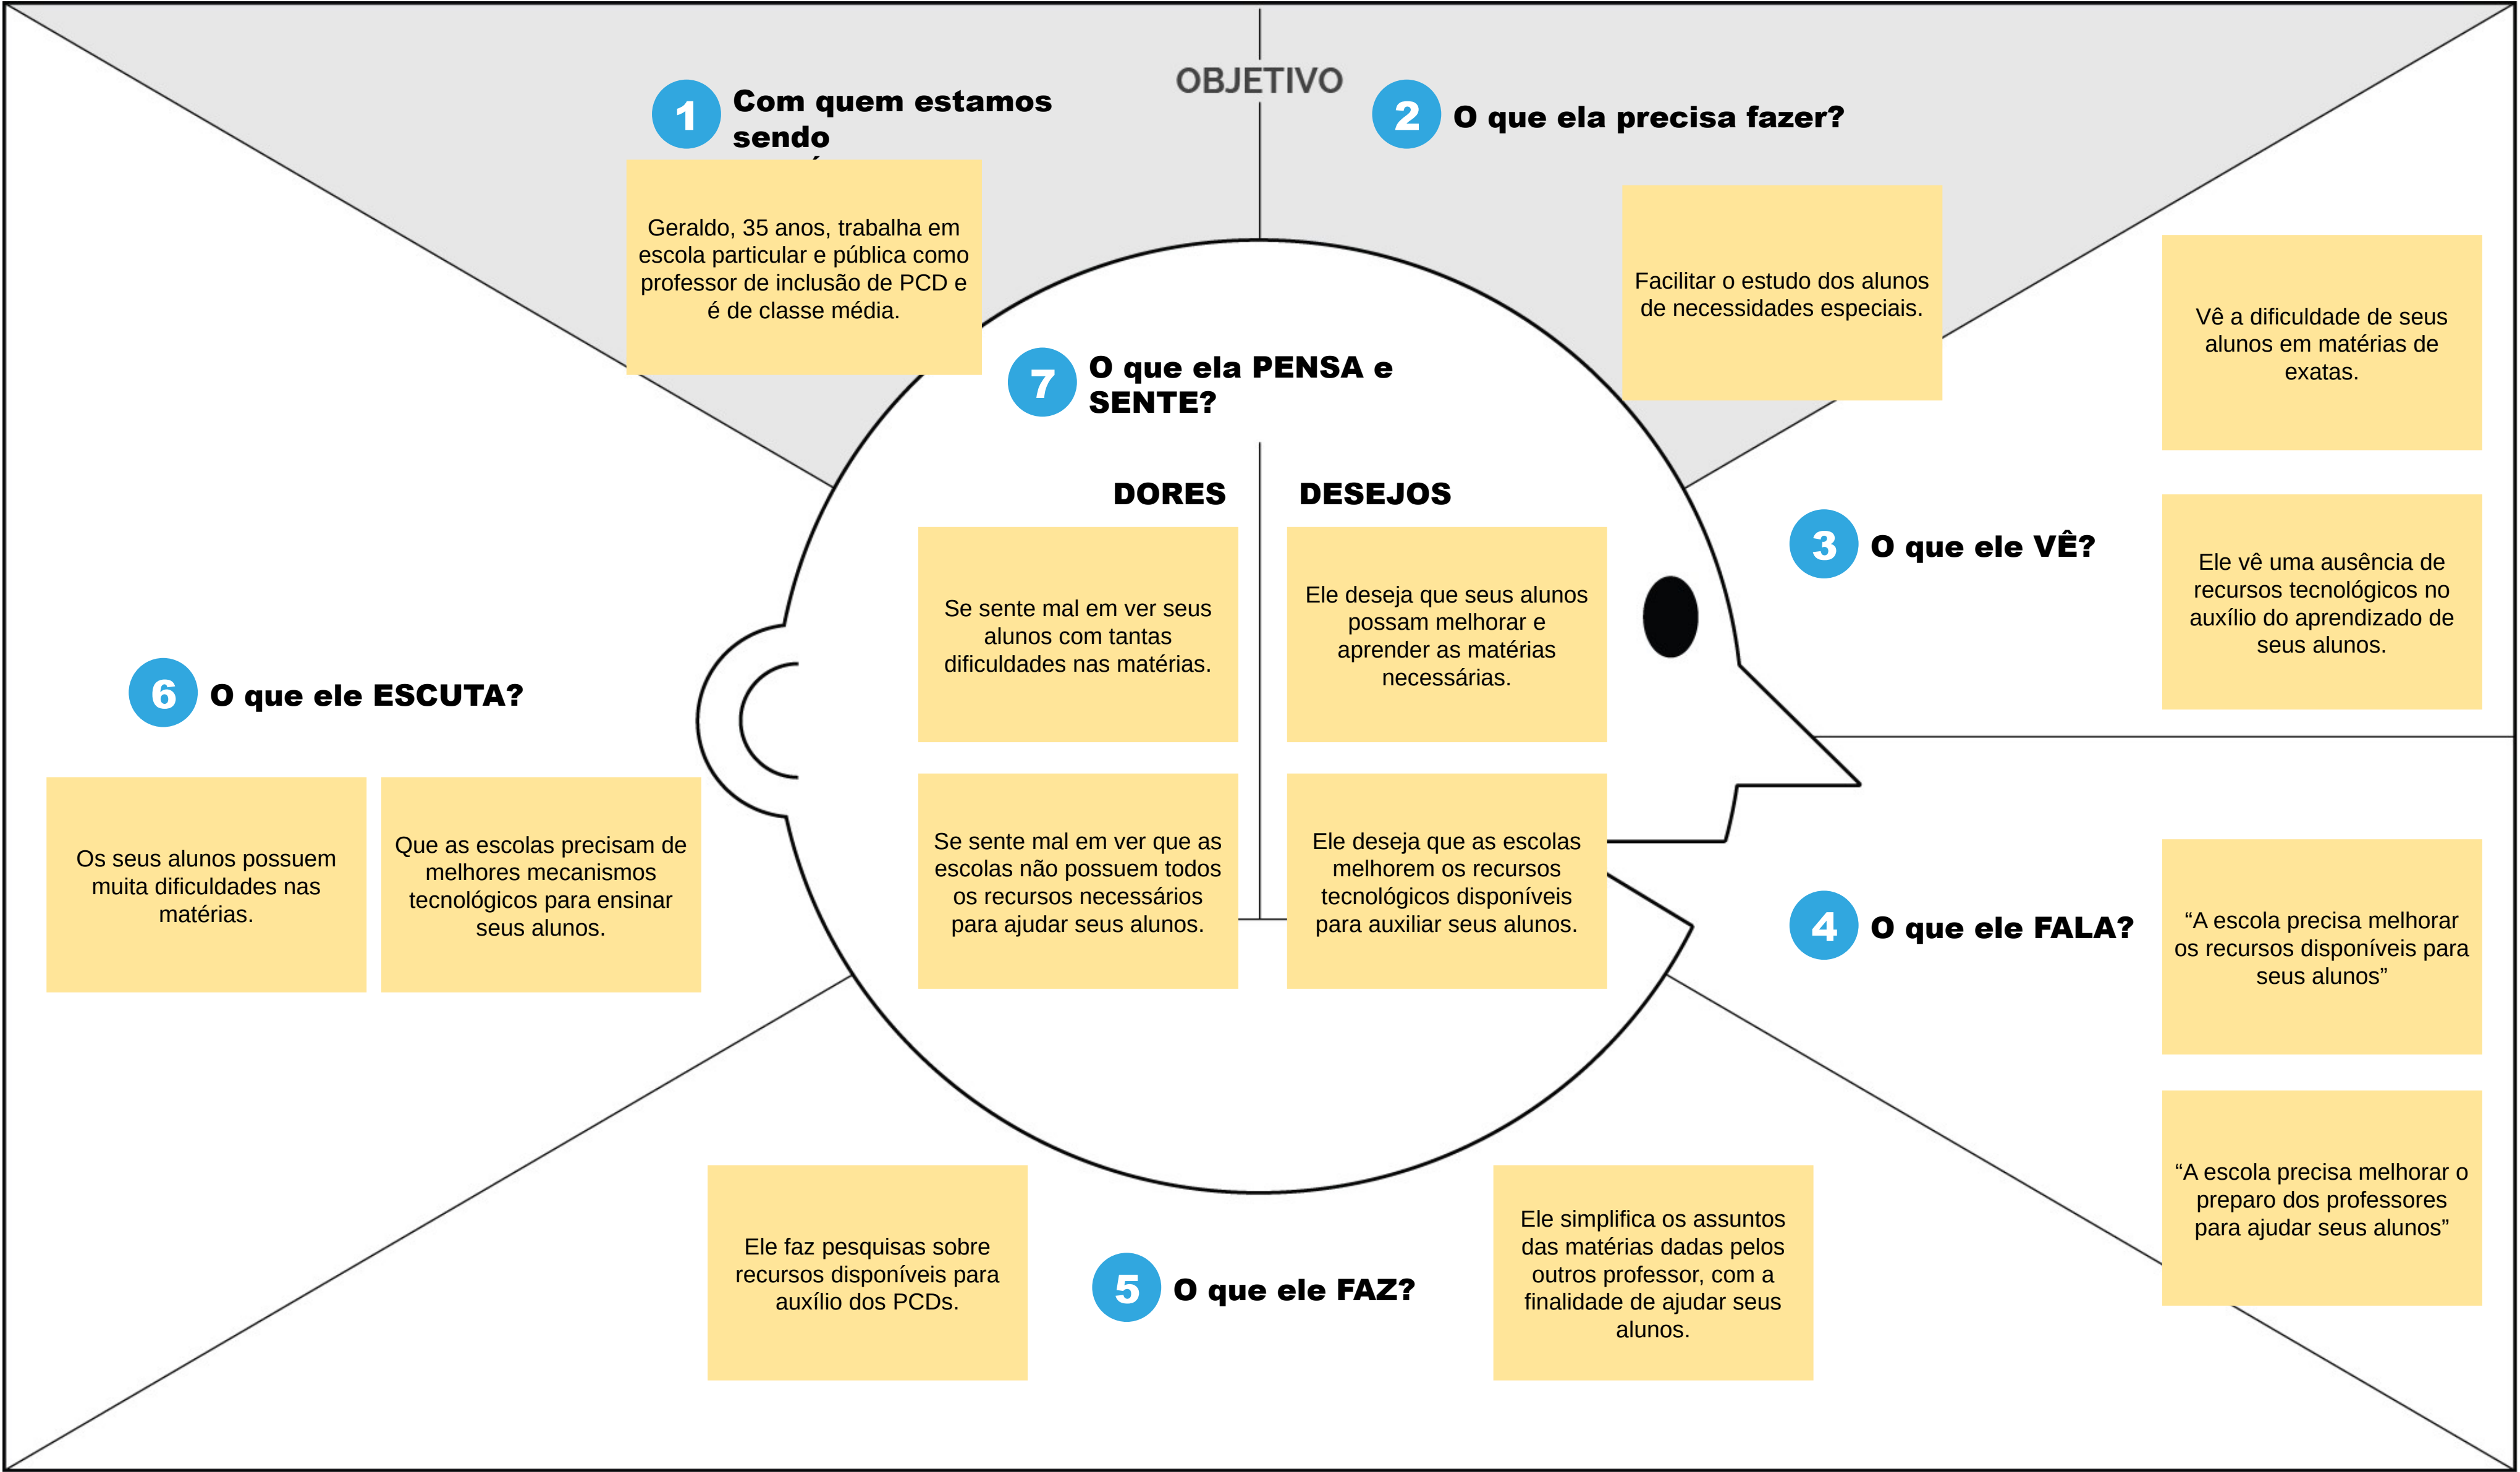 OBJETIVO
1
Com quem estamos
sendo
Geraldo, 35 anos, trabalha em
escola particular e pública como
professor de inclusão de PCD e
é de classe média.
2
O que ela precisa fazer?
Facilitar o estudo dos alunos
de necessidades especiais.
3
O que ele VÊ?
Vê a dificuldade de seus
alunos em matérias de
exatas.
Ele vê uma ausência de
recursos tecnológicos no
auxílio do aprendizado de
seus alunos.
4
O que ele FALA?
“A escola precisa melhorar
os recursos disponíveis para
seus alunos”
“A escola precisa melhorar o
preparo dos professores
para ajudar seus alunos”
5
O que ele FAZ?
Ele faz pesquisas sobre
recursos disponíveis para
auxílio dos PCDs.
Ele simplifica os assuntos
das matérias dadas pelos
outros professor, com a
finalidade de ajudar seus
alunos.
6
O que ele ESCUTA?
Os seus alunos possuem
muita dificuldades nas
matérias.
Que as escolas precisam de
melhores mecanismos
tecnológicos para ensinar
seus alunos.
7
O que ela PENSA e
SENTE?
DORES
Se sente mal em ver seus
alunos com tantas
dificuldades nas matérias.
Se sente mal em ver que as
escolas não possuem todos
os recursos necessários
para ajudar seus alunos.
DESEJOS
Ele deseja que seus alunos
possam melhorar e
aprender as matérias
necessárias.
Ele deseja que as escolas
melhorem os recursos
tecnológicos disponíveis
para auxiliar seus alunos.